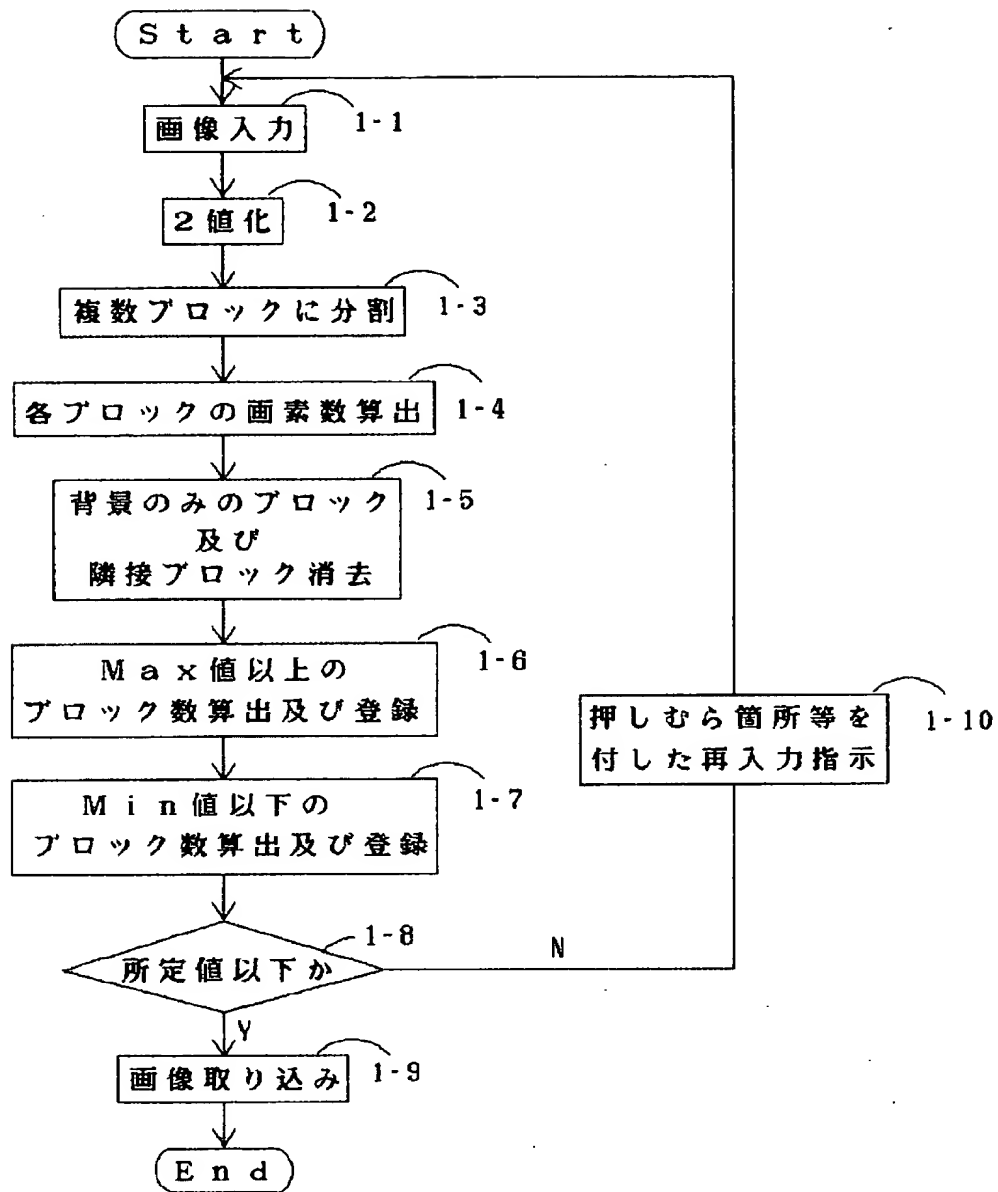 Start
画像入力
1-1
2値化
1-2
複数ブロックに分割
1-3
各ブロックの画素数算出
1-4
背景のみのブロック
及び
隣接ブロック消去
1-5
Max値以上の
ブロック数算出及び登録
1-6
Min値以下の
ブロック数算出及び登録
1-7
押しむら箇所等を
付した再入力指示
1-10
所定値以下か
1-8
N
Y
画像取り込み
1-9
End